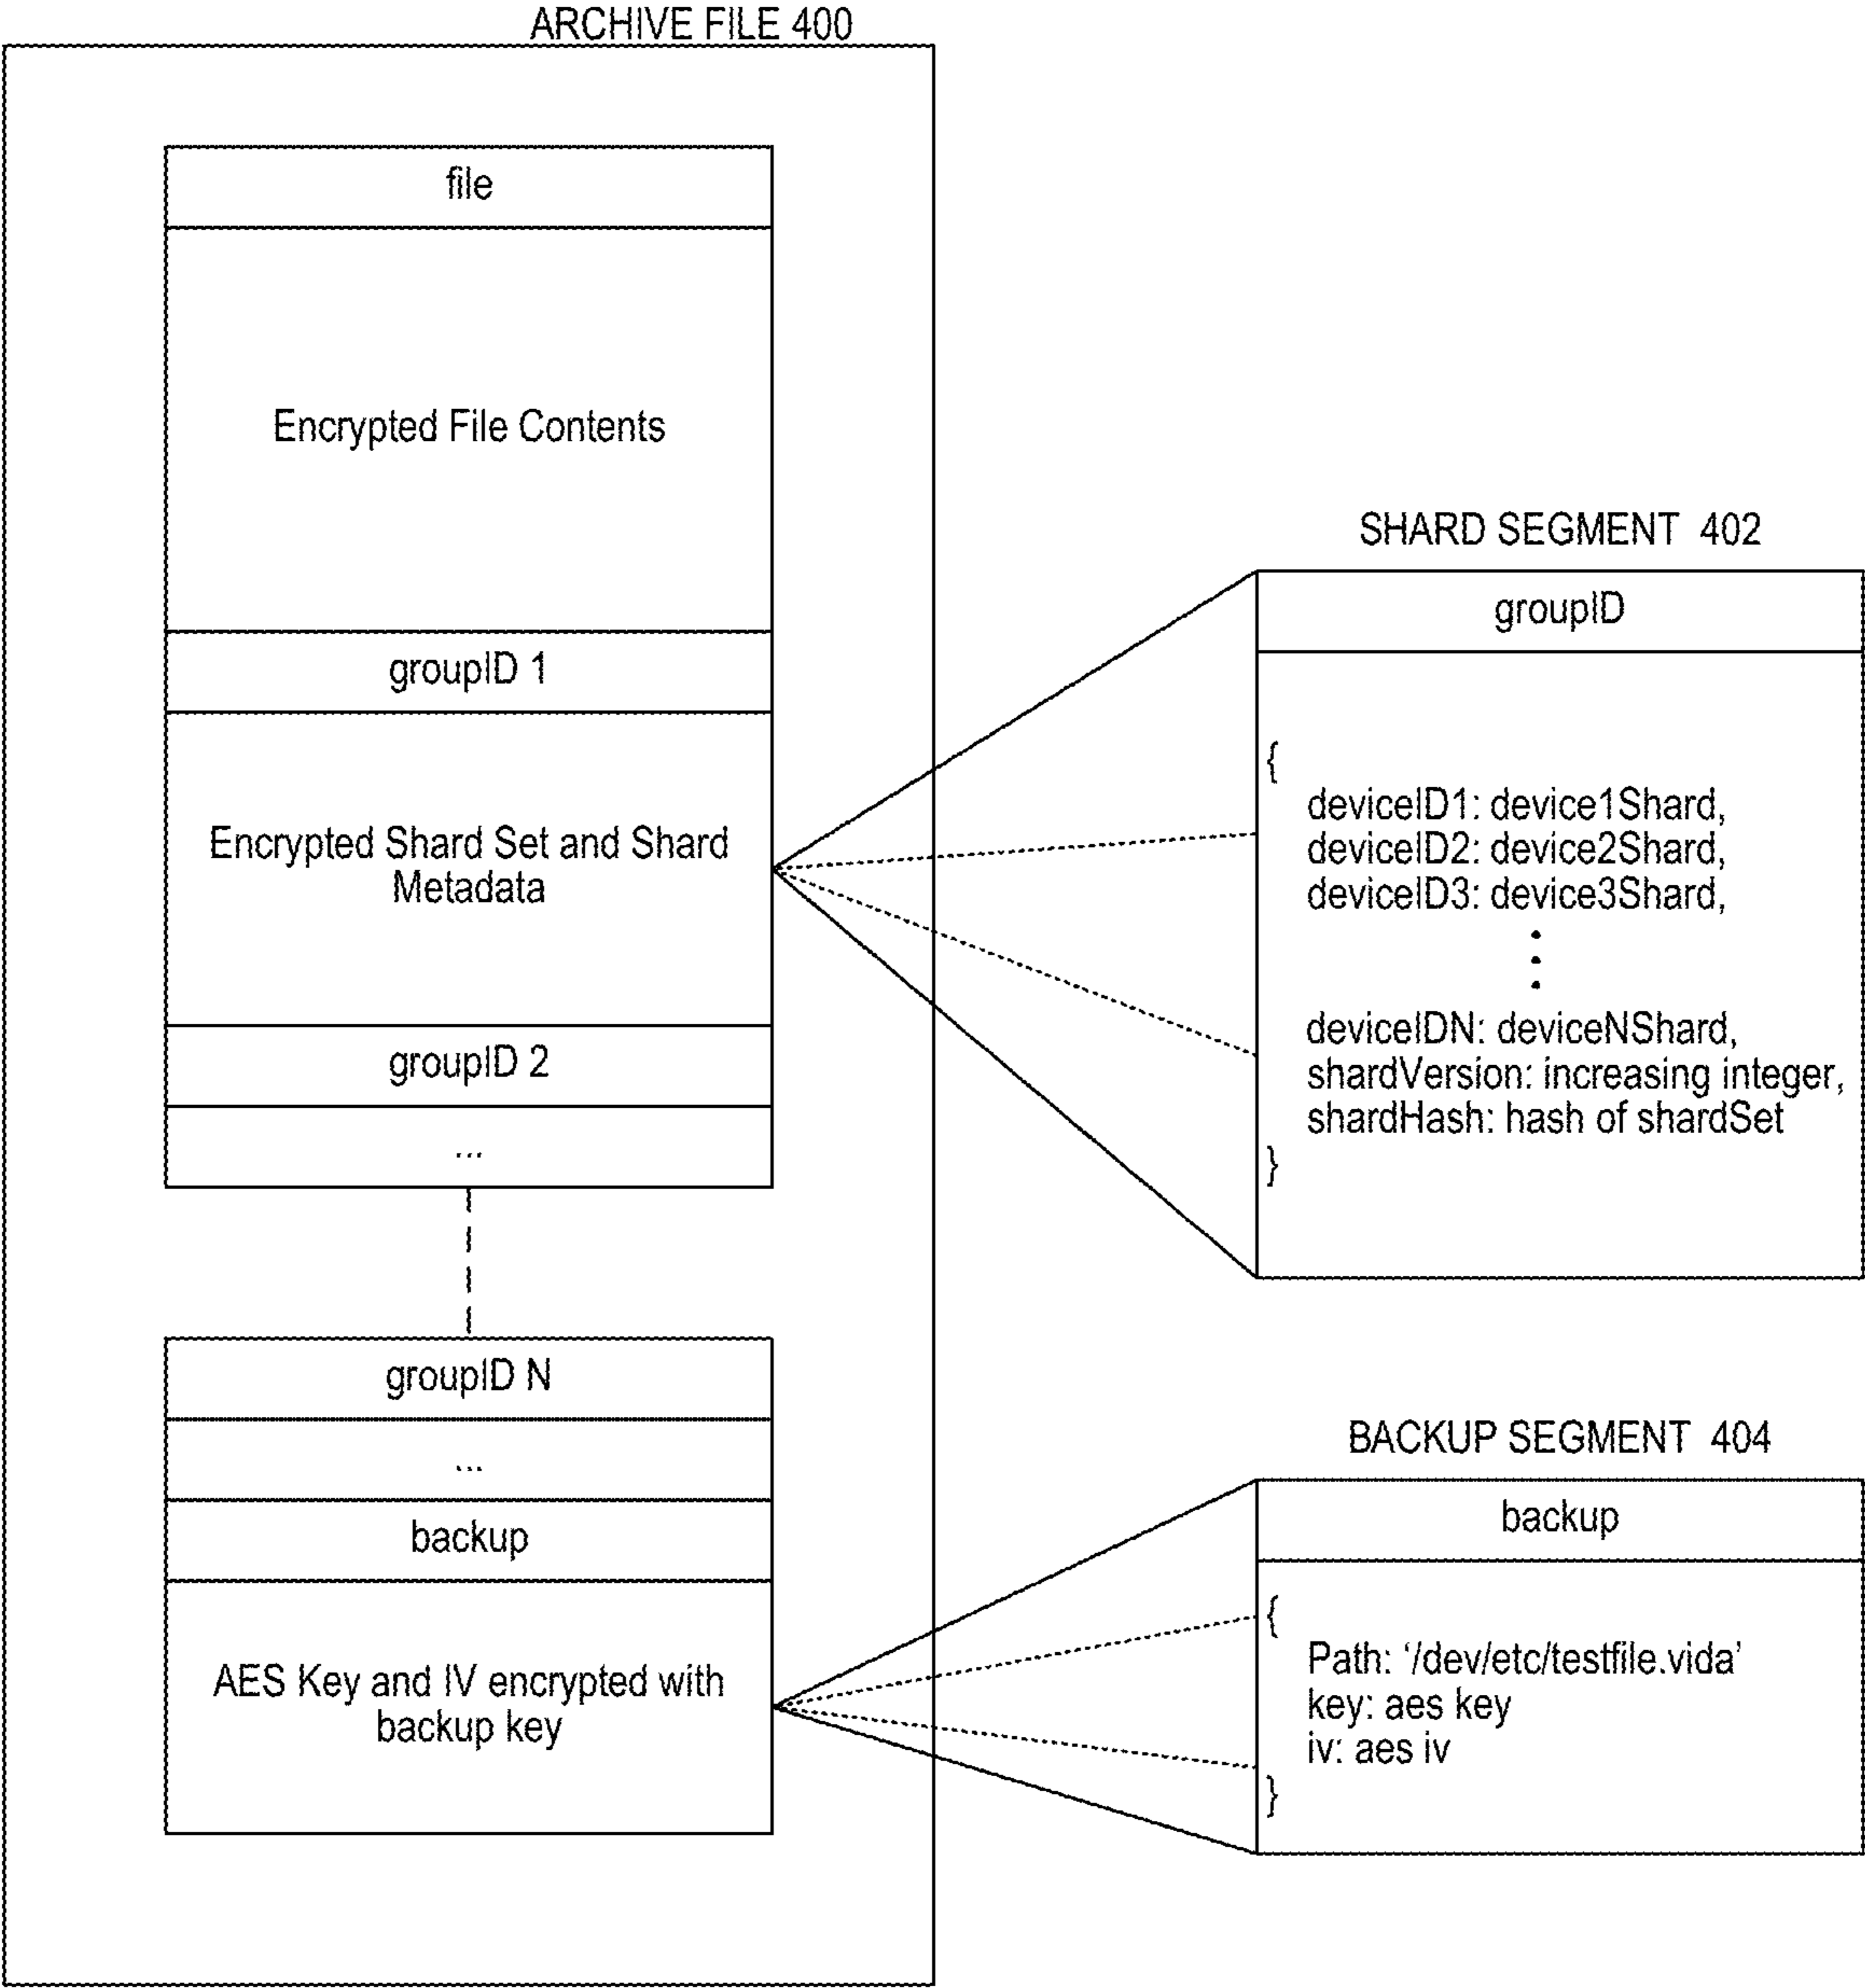 ARCHIVE FILE 400
file
Encrypted File Contents
groupID 1
Encrypted Shard Set and Shard
Metadata
groupID 2
...
groupID N
...
backup
AES Key and IV encrypted with
backup key
SHARD SEGMENT 402
groupID
{
deviceID1: device1Shard,
deviceID2: device2Shard,
deviceID3: device3Shard,
deviceIDN: deviceNShard,
shardVersion: increasing integer,
shardHash: hash of shardSet
}
BACKUP SEGMENT 404
backup
{
Path: ‘/dev/etc/testfile.vida’
key: aes key
iv: aes iv
}